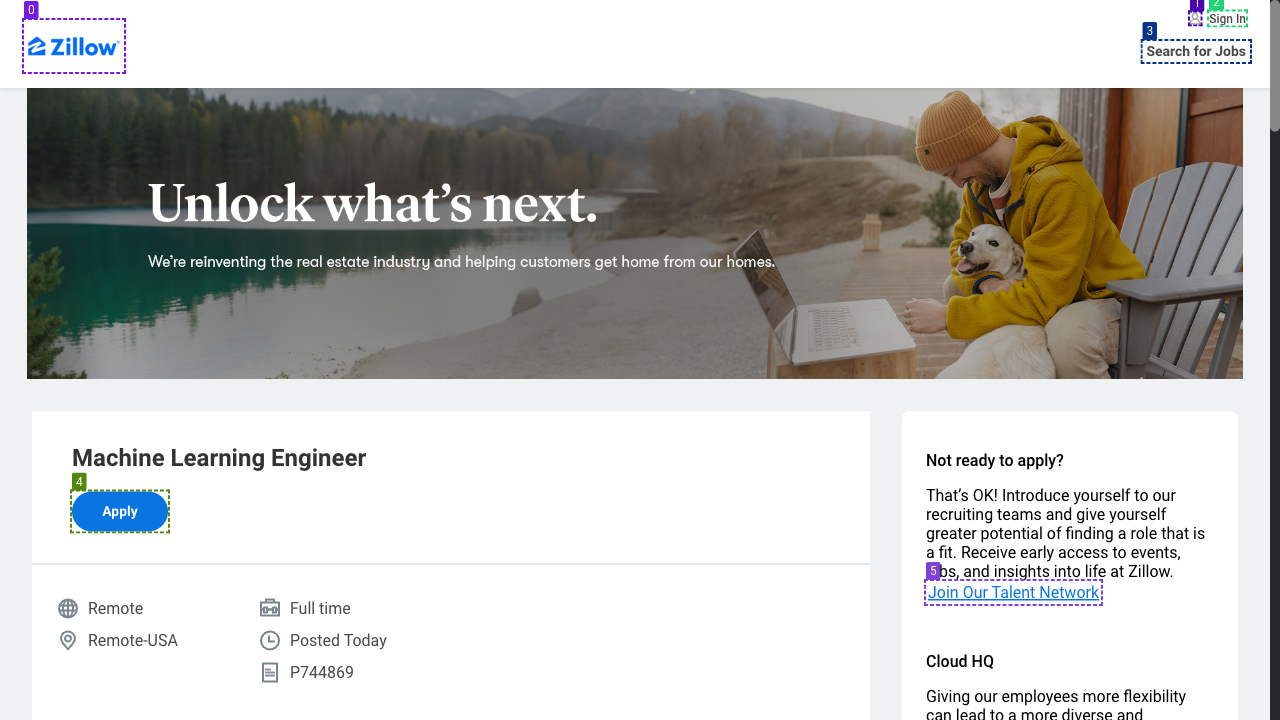 0
Zillow
1
2
Sign In
3
Search for Jobs
Unlock what's next.
We're reinventing the real estate industry and helping customers get home from our homes.
Machine Learning Engineer
4
Apply
Remote
Remote-USA
Full time
Posted Today
P744869
Not ready to apply?
That's OK! Introduce yourself to our
recruiting teams and give yourself
greater potential of finding a role that is
a fit. Receive early access to events,
5
bs, and insights into life at Zillow.
Join Our Talent Network
Cloud HQ
Giving our employees more flexibility
can lead to a more diverse and